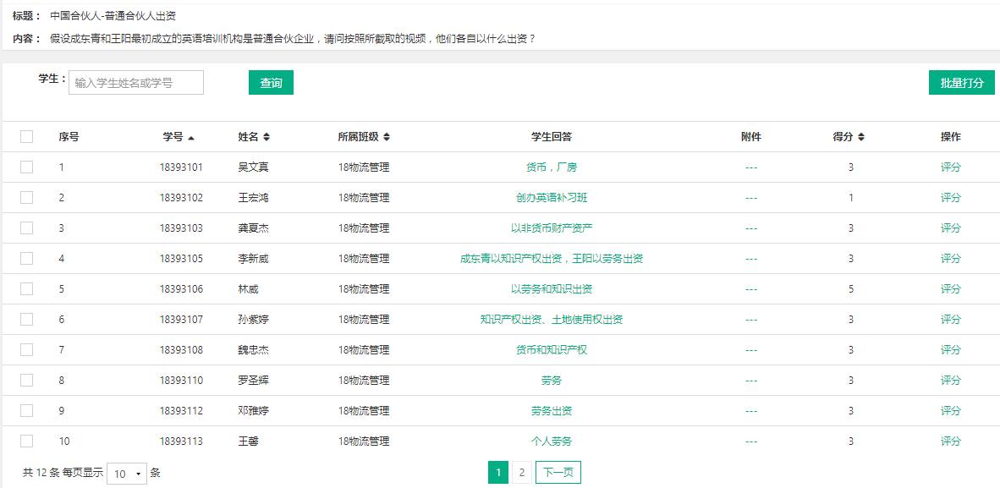 标题： 中国合伙人-普通合伙人出资
内容： 假设成东青和王阳最初成立的英语培训机构是普通合伙企业，请问按照所截取的视频，他们各自以什么出资？
学生： 输入学生姓名或学号 查询 批量打分
序号 学号 姓名 所属班级 学生回答 附件 得分 操作
1 18393101 吴文真 18物流管理 货币，厂房 --- 3 评分
2 18393102 王宏鸿 18物流管理 创办英语补习班 --- 1 评分
3 18393103 龚夏杰 18物流管理 以非货币财产资产 --- 3 评分
4 18393105 李新威 18物流管理 成东青以知识产权出资，王阳以劳务出资 --- 3 评分
5 18393106 林威 18物流管理 以劳务和知识出资 --- 5 评分
6 18393107 孙紫婷 18物流管理 知识产权出资、土地使用权出资 --- 3 评分
7 18393108 魏忠杰 18物流管理 货币和知识产权 --- 3 评分
8 18393110 罗圣辉 18物流管理 劳务 --- 3 评分
9 18393112 邓雅婷 18物流管理 劳务出资 --- 3 评分
10 18393113 王馨 18物流管理 个人劳务 --- 3 评分
共 12 条 每页显示 10 条 1 2 下一页